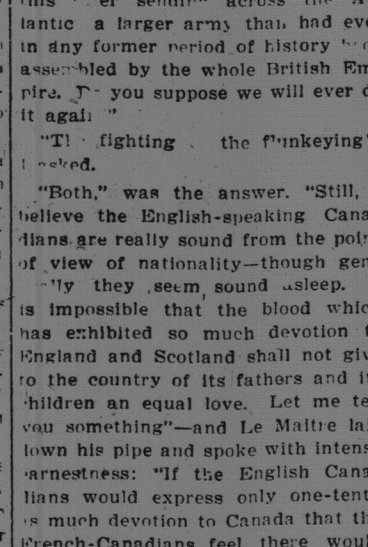 lantic a larger army than had eve
in any former period of history
assembled by the whole British Em
pire. you suppose we will ever d
it again "
fighting the flunkeying"
asked.
"Both," was the answer. "Still,
believe the English-speaking Cana
dians are really sound from the poin
of view of nationality—though gen
they seem sound asleep.
is impossible that the blood whic
has exhibited so much devotion t
England and Scotland shall not giv
to the country of its fathers and i
children an equal love. Let me te
you something"—and Le Maitre lai
down his pipe and spoke with intens
earnestness: "If the English Cana
dians would express only one-tent
as much devotion to Canada that th
French-Canadians feel there woul